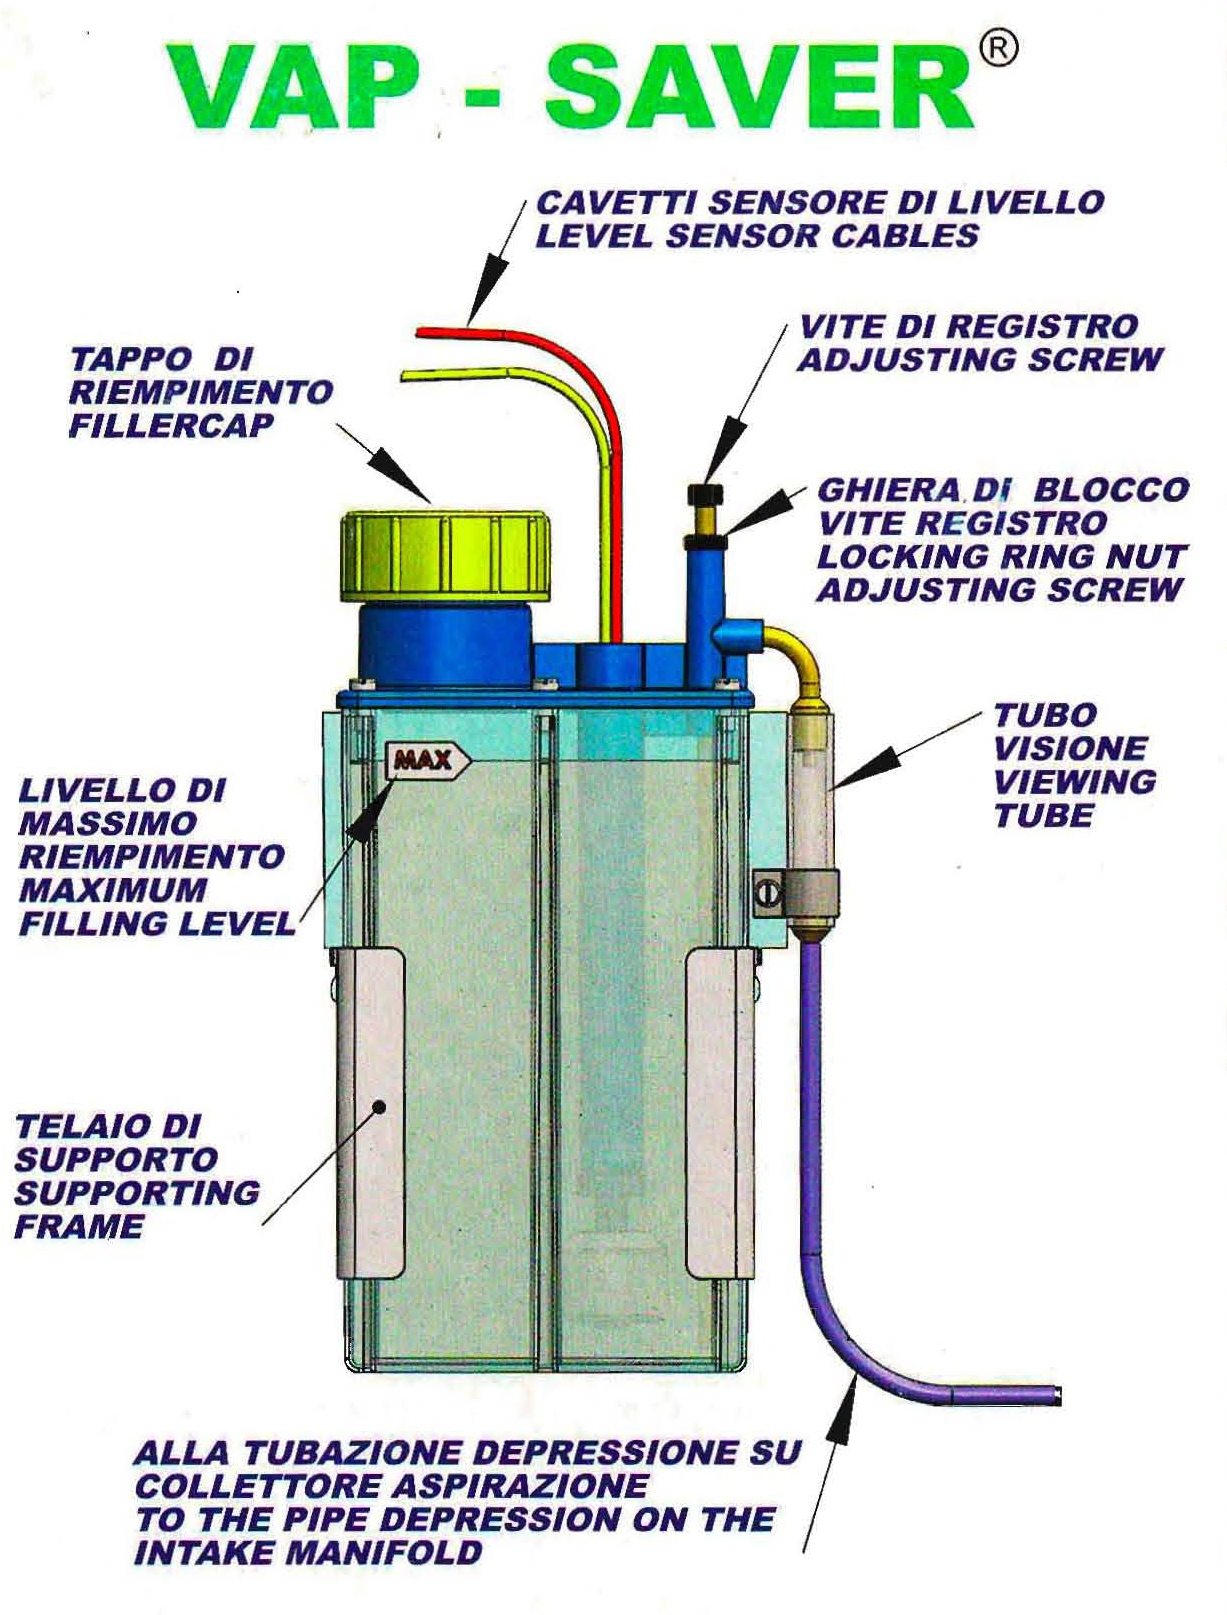 VAP - SAVER®
CAVETTI SENSORE DI LIVELLO
LEVEL SENSOR CABLES
VITE DI REGISTRO
ADJUSTING SCREW
TAPPO DI
RIEMPIMENTO
FILLERCAP
GHIERA DI BLOCCO
VITE REGISTRO
LOCKING RING NUT
ADJUSTING SCREW
TUBO
VISIONE
VIEWING
TUBE
MAX
LIVELLO DI
MASSIMO
RIEMPIMENTO
MAXIMUM
FILLING LEVEL
TELAIO DI
SUPPORTO
SUPPORTING
FRAME
ALLA TUBAZIONE DEPRESSIONE SU
COLLETTORE ASPIRAZIONE
TO THE PIPE DEPRESSION ON THE
INTAKE MANIFOLD